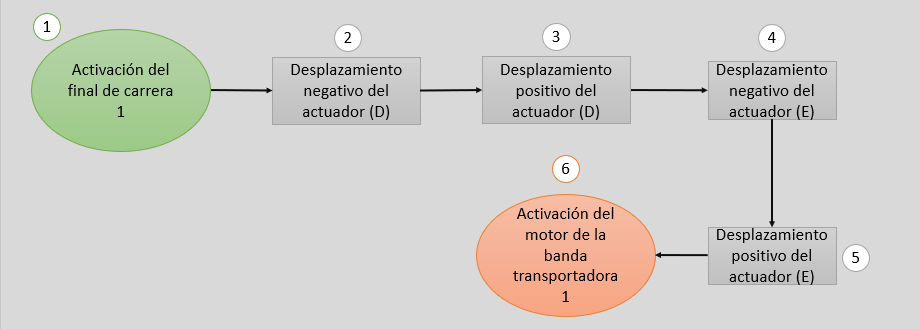 1
Activación del
final de carrera
1
2
Desplazamiento
negativo del
actuador (D)
3
Desplazamiento
positivo del
actuador (D)
4
Desplazamiento
negativo del
actuador (E)
5
Desplazamiento
positivo del
actuador (E)
6
Activación del
motor de la
banda
transportadora
1